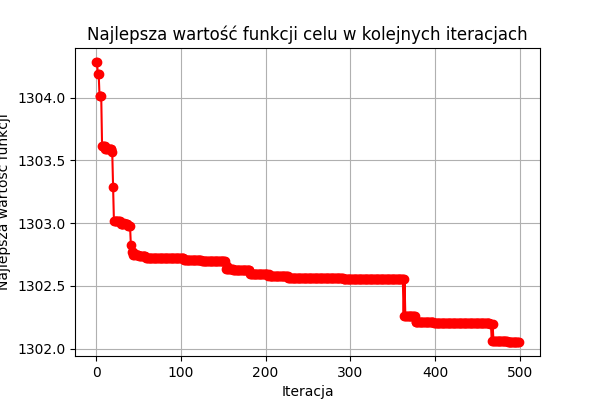 Najlepsza wartość funkcji celu w kolejnych iteracjach
Najlepsza wartość funkcji
1304.0
1303.5
1303.0
1302.5
1302.0
0 100 200 300 400 500
Iteracja